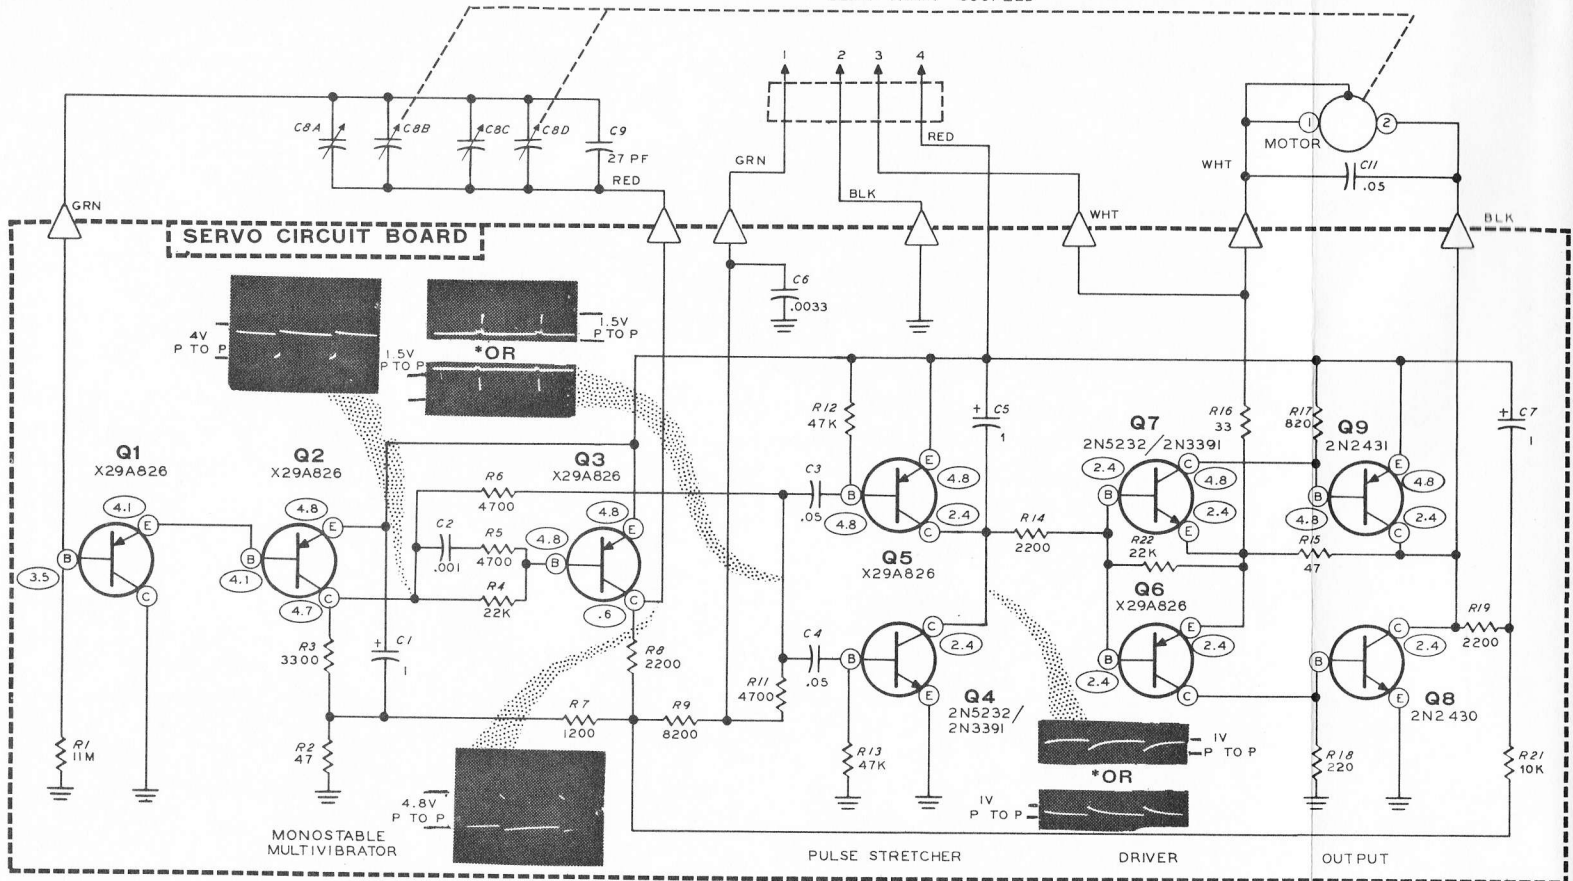 COUPLED
1
2
3
4
C8A
C8B
C8C
C8D
C9
27 PF
RED
GRN
GRN
BLK
RED
WHT
WHT
MOTOR
1
2
C11
.05
BLK
SERVO CIRCUIT BOARD
C6
.0033
4V
P TO P
1.5V
P TO P
*OR
1.5V
P TO P
Q1
X29A826
4.1
E
B
3.5
C
R1
11M
Q2
X29A826
4.8
E
B
4.1
4.7
C
R3
3300
R2
47
C1
+
1
R6
4700
C2
.001
R5
4700
R4
22K
Q3
X29A826
4.8
E
4.8
B
C
.6
R8
2200
R7
1200
R9
8200
R11
4700
4.8V
P TO P
MONOSTABLE
MULTIVIBRATOR
R12
47K
C3
.05
B
4.8
E
4.8
2.4
C
Q5
X29A826
C5
+
1
C4
.05
B
C
2.4
E
Q4
2N5232/
2N3391
R13
47K
PULSE STRETCHER
R14
2200
Q7
2N5232/2N3391
2.4
B
C
4.8
2.4
E
R22
22K
Q6
X29A826
E
2.4
B
2.4
C
1V
P TO P
*OR
1V
P TO P
DRIVER
R16
33
R17
820
R15
47
Q9
2N2431
E
4.8
B
4.8
2.4
C
C7
+
1
C
2.4
B
E
Q8
2N2430
R19
2200
R18
220
R21
10K
OUTPUT